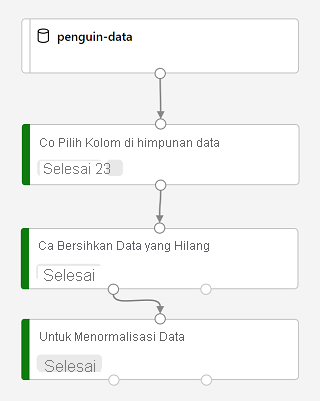 penguin-data
Co Pilih Kolom di himpunan data
Selesai 23
Ca Bersihkan Data yang Hilang
Selesai
Untuk Menormalisasi Data
Selesai